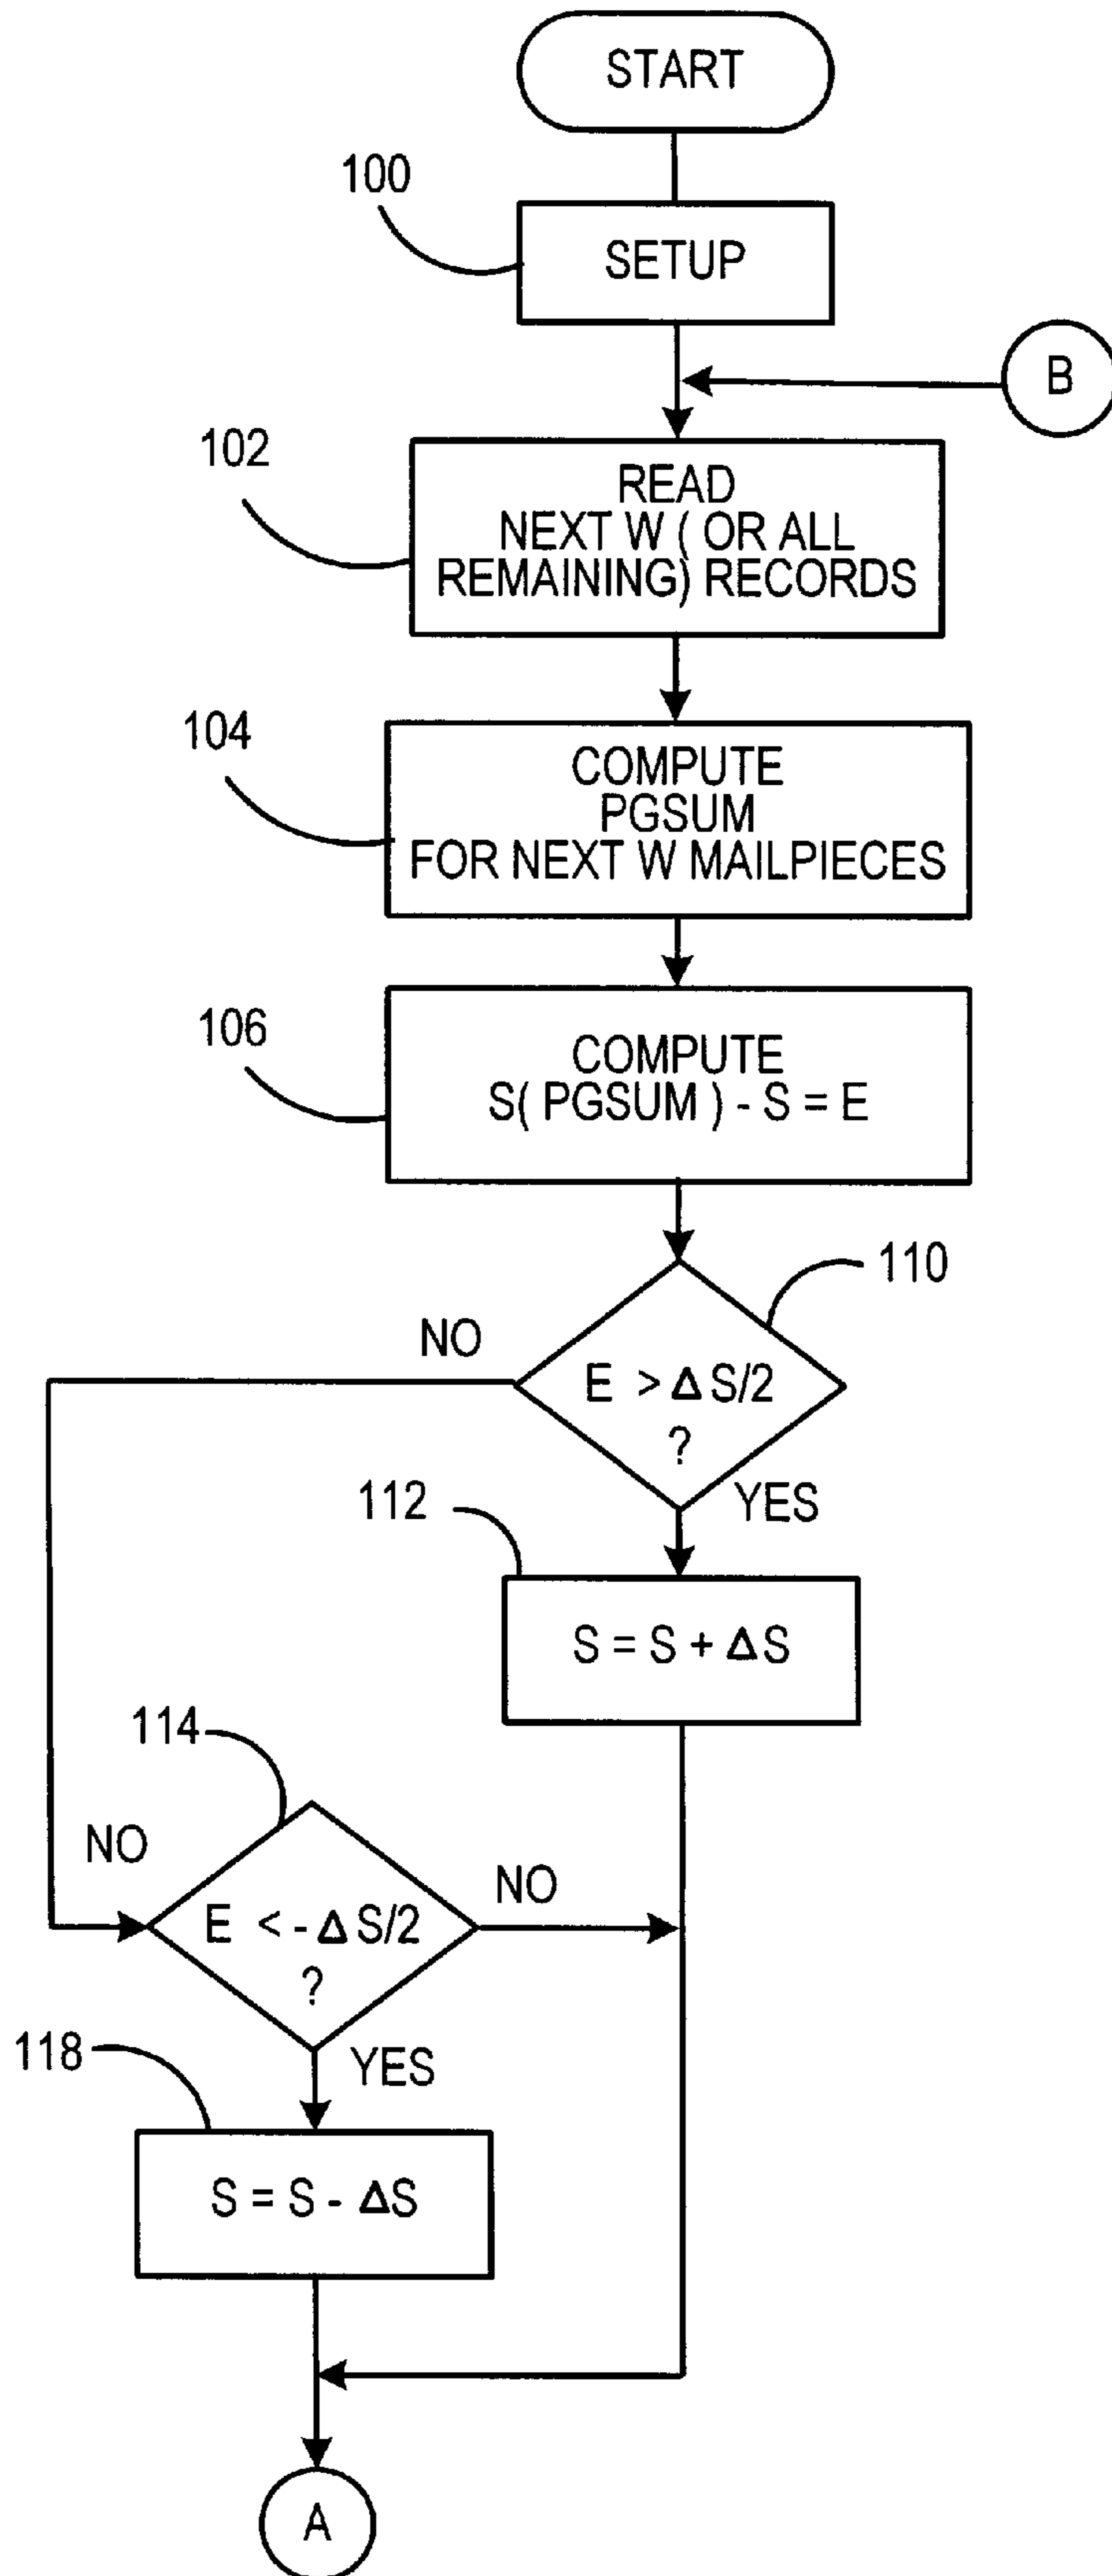 START
100
SETUP
B
102
READ
NEXT W ( OR ALL
REMAINING) RECORDS
104
COMPUTE
PGSUM
FOR NEXT W MAILPIECES
106
COMPUTE
S( PGSUM ) - S = E
110
NO
E > Δ S/2
?
YES
112
S = S + Δ S
114
NO
NO
E < - Δ S/2
?
YES
118
S = S - ΔS
A